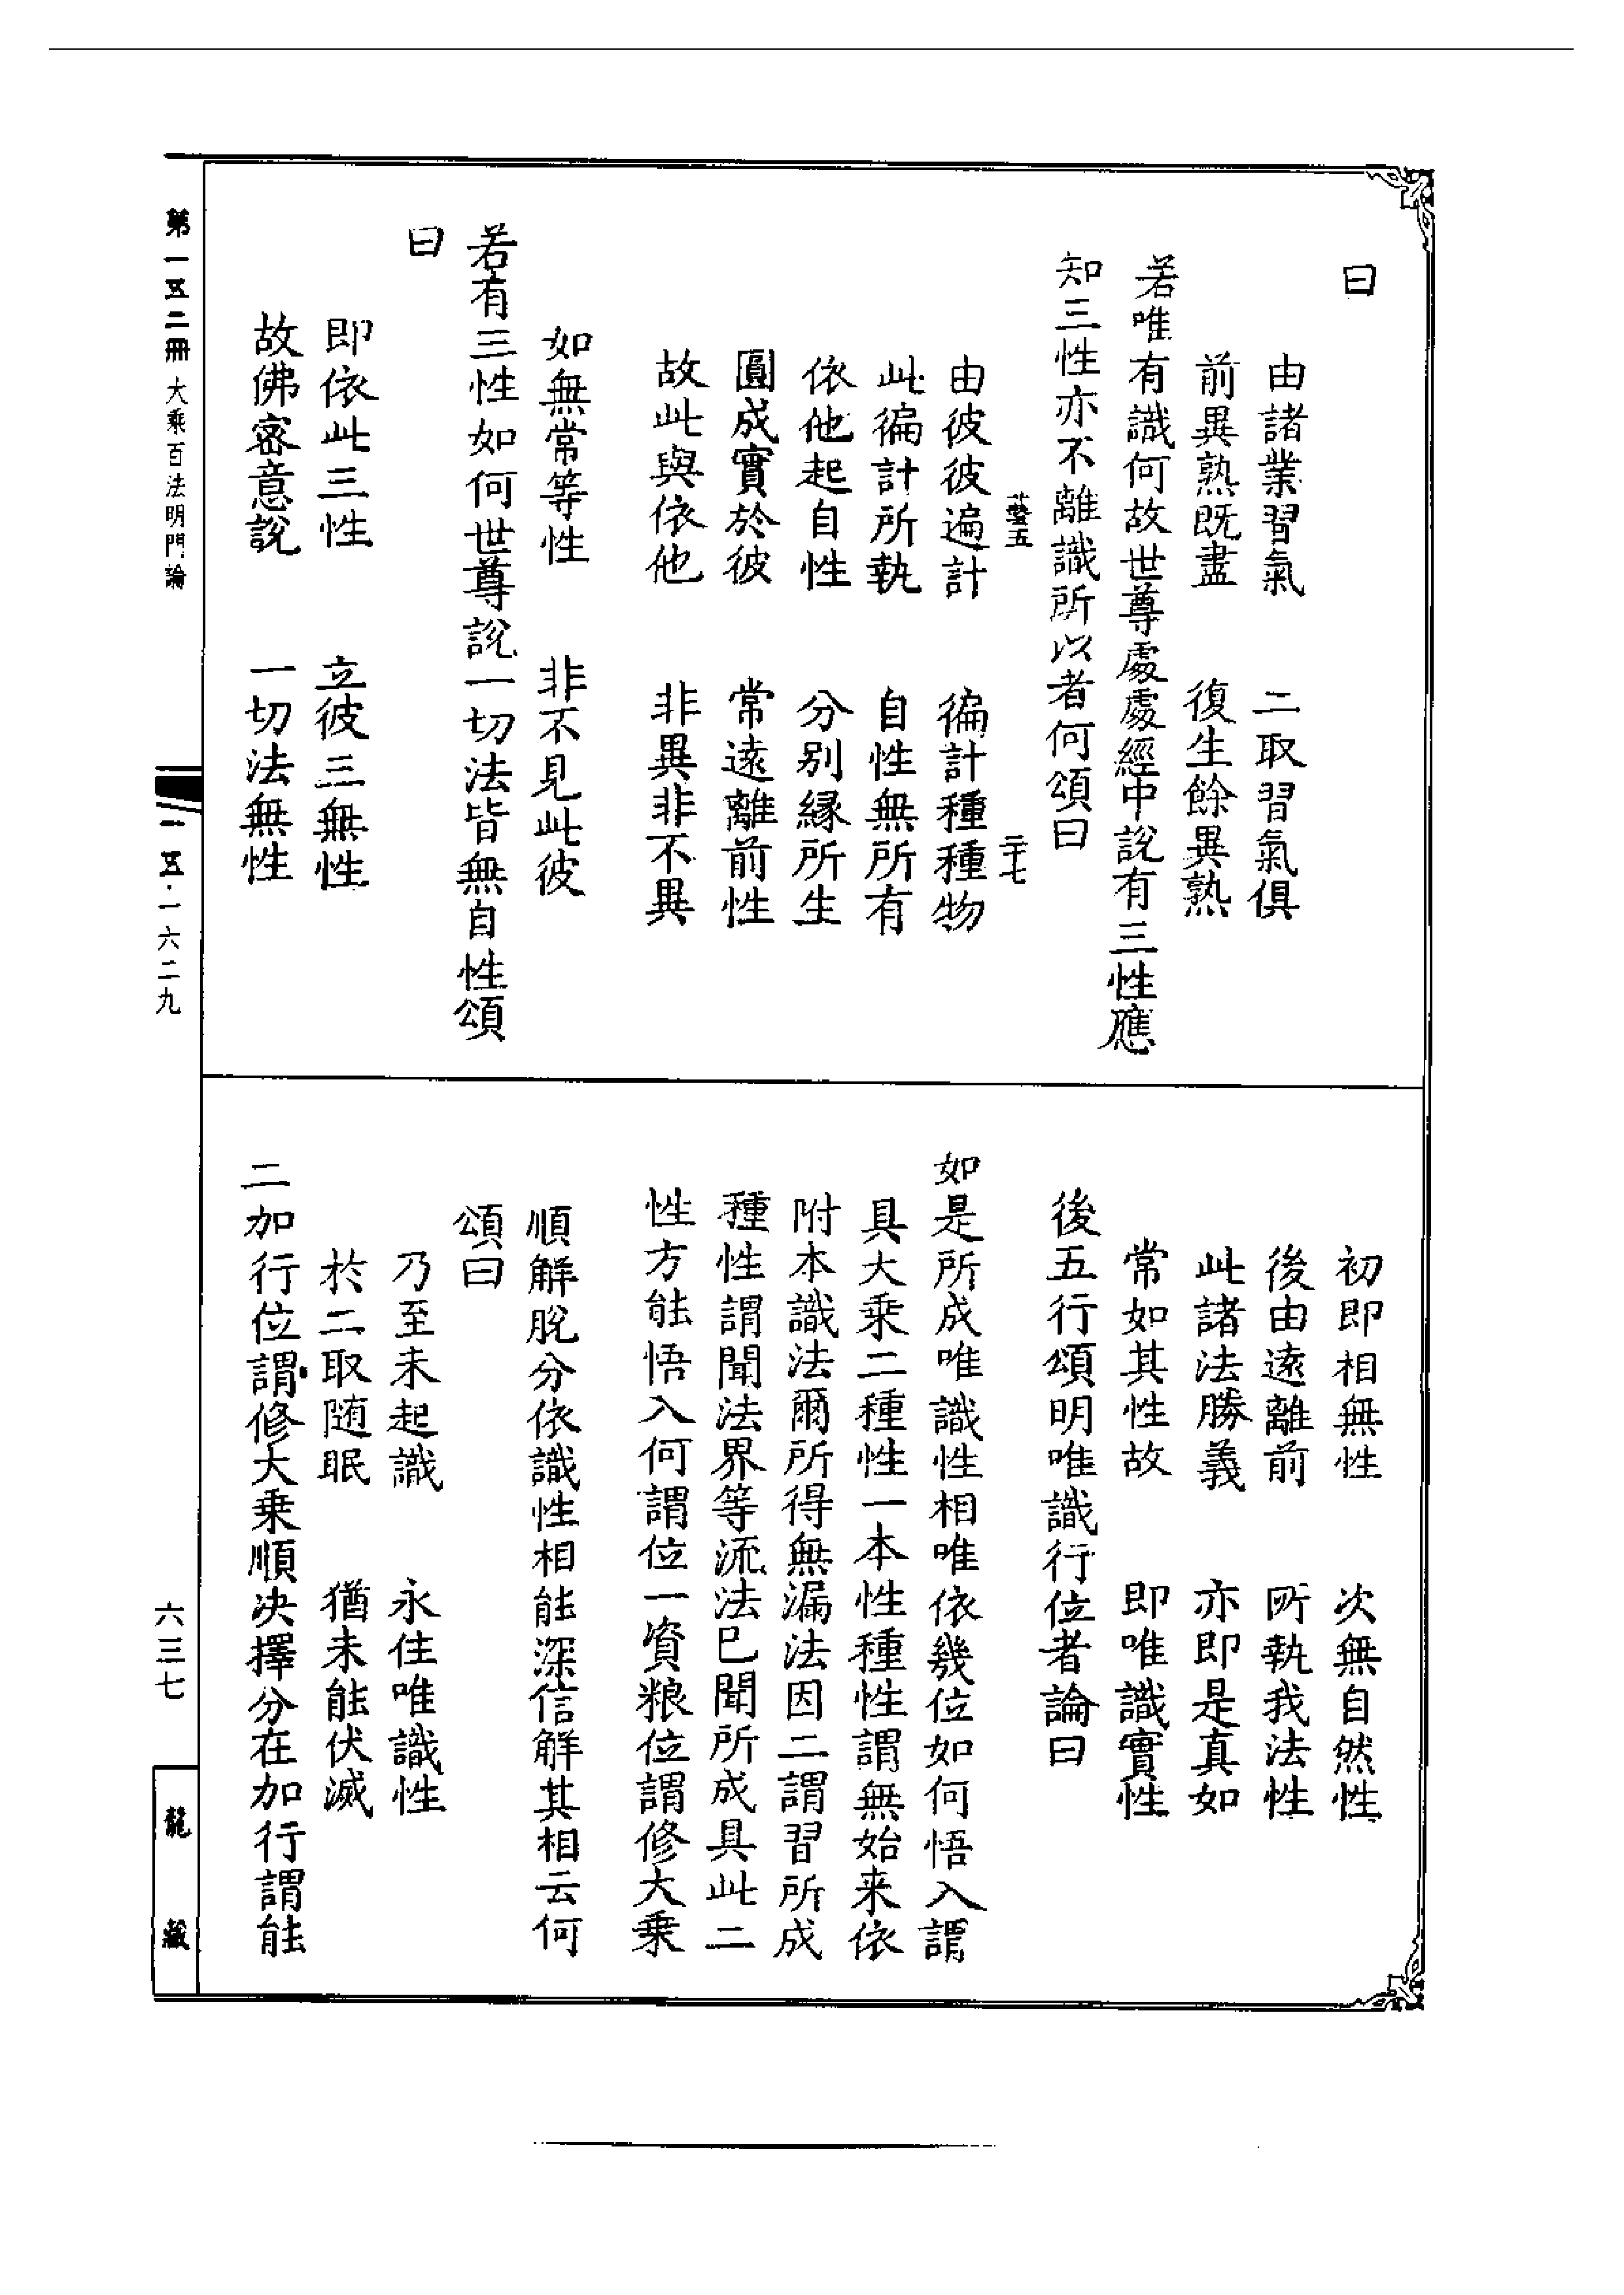 曰
由諸業習氣　二取習氣俱
前異熟既盡　復生餘異熟
若唯有識何故世尊處處經中說有三性應
知三性亦不離識所以者何頌曰
二十七
由彼彼遍計　徧計種種物
此徧計所執　自性無所有
依他起自性　分别緣所生
圓成實於彼　常遠離前性
故此與依他　非異非不異
如無常等性　非不見此彼
若有三性如何世尊說一切法皆無自性頌
曰
即依此三性　立彼三無性
故佛密意說　一切法無性
初即相無性　次無自然性
後由遠離前　所執我法性
此諸法勝義　亦即是真如
常如其性故　即唯識實性
後五行頌明唯識行位者論曰
如是所成唯識性相唯依幾位如何悟入謂
具大乘二種性一本性種性謂無始来依
附本識法爾所得無漏法因二謂習所成
種性謂聞法界等流法已聞所成具此二
性方能悟入何謂位一資粮位謂修大乘
順解脫分依識性相能深信解其相云何
頌曰
乃至未起識　永住唯識性
於二取随眠　猶未能伏滅
二加行位謂修大乘順决擇分在加行謂能
第一五二冊　大乘百法明門論
一五·一六二九
六三七
龍藏